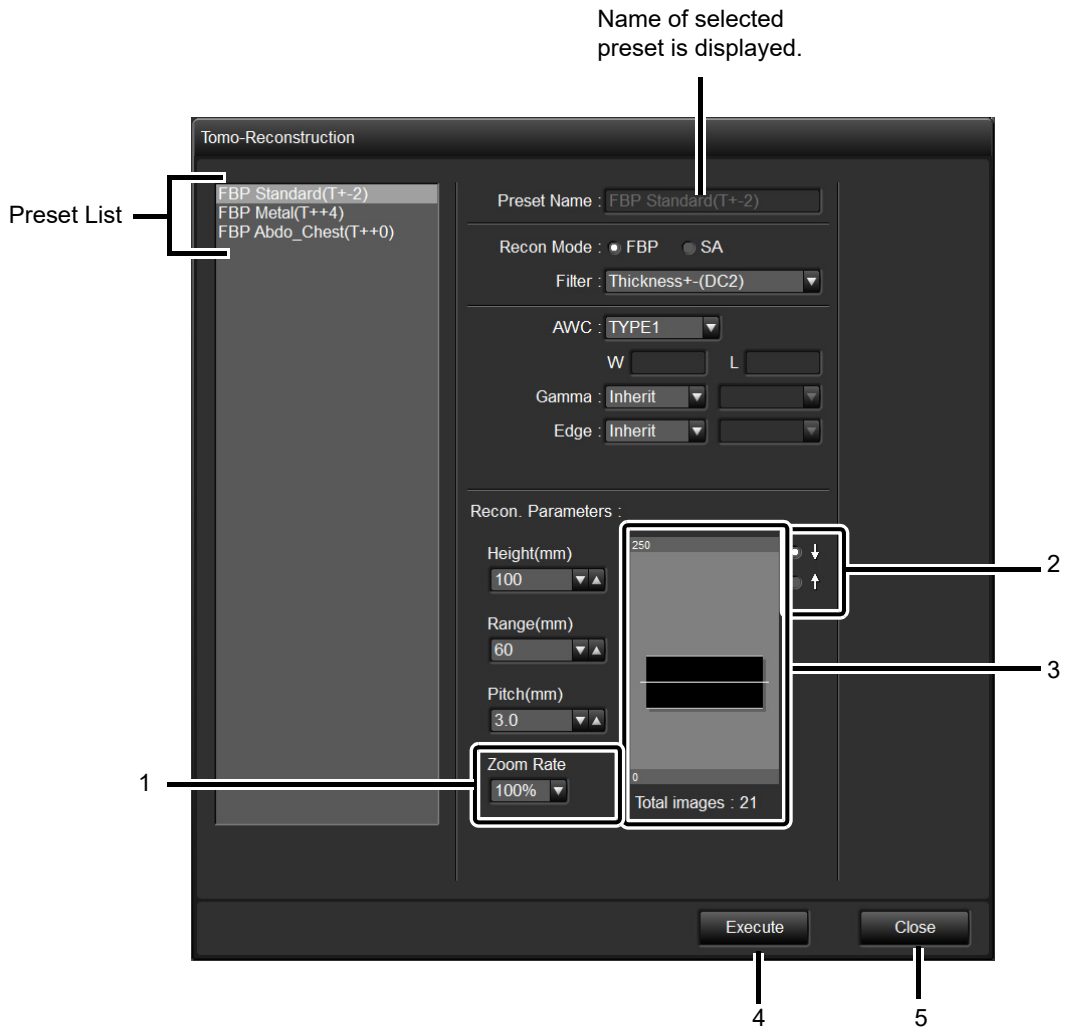 Name of selected
preset is displayed.
Tomo-Reconstruction
Preset List
FBP Standard(T+-2)
FBP Metal(T++4)
FBP Abdo_Chest(T++0)
Preset Name : FBP Standard(T+-2)
Recon Mode : FBP SA
Filter : Thickness+-(DC2)
AWC : TYPE1
W L
Gamma : Inherit
Edge : Inherit
Recon. Parameters :
Height(mm)
100
Range(mm)
60
Pitch(mm)
3.0
Zoom Rate
100%
250
0
Total images : 21
↓
↑
1
2
3
Execute
Close
4
5